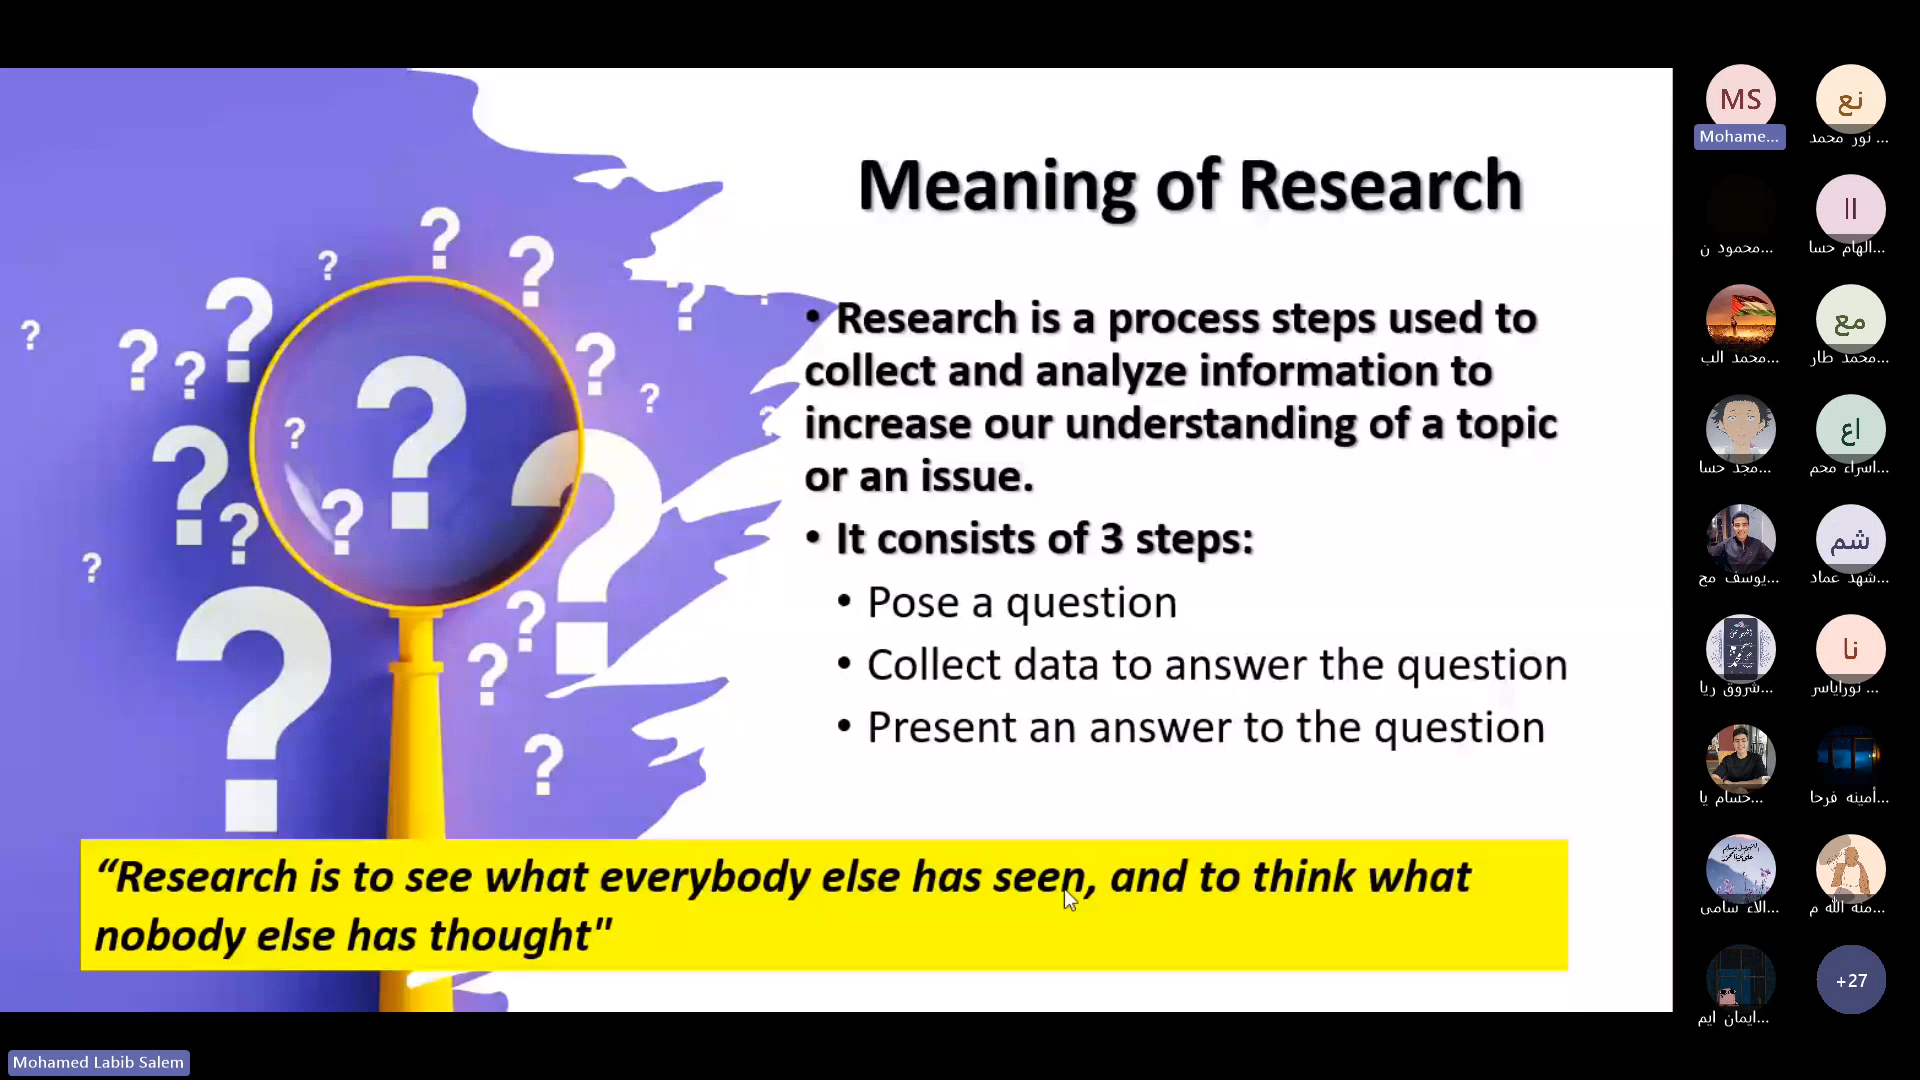 Meaning of Research
• Research is a process steps used to
collect and analyze information to
increase our understanding of a topic
or an issue.
• It consists of 3 steps:
• Pose a question
• Collect data to answer the question
• Present an answer to the question
“Research is to see what everybody else has seen, and to think what
nobody else has thought"
MS
Mohame...
نع
نور محمد ...
محمود ن...
اا
الهام حسا...
محمد الب...
مع
محمد طار...
مجد حسا...
اع
اسراء محم...
يوسف مح...
شم
شهد عماد...
شروق ريا...
نا
نوراياسر ...
حسام يا...
أمينه فرحا...
الاء سامى...
منة الله م...
ايمان ايم...
+27
Mohamed Labib Salem